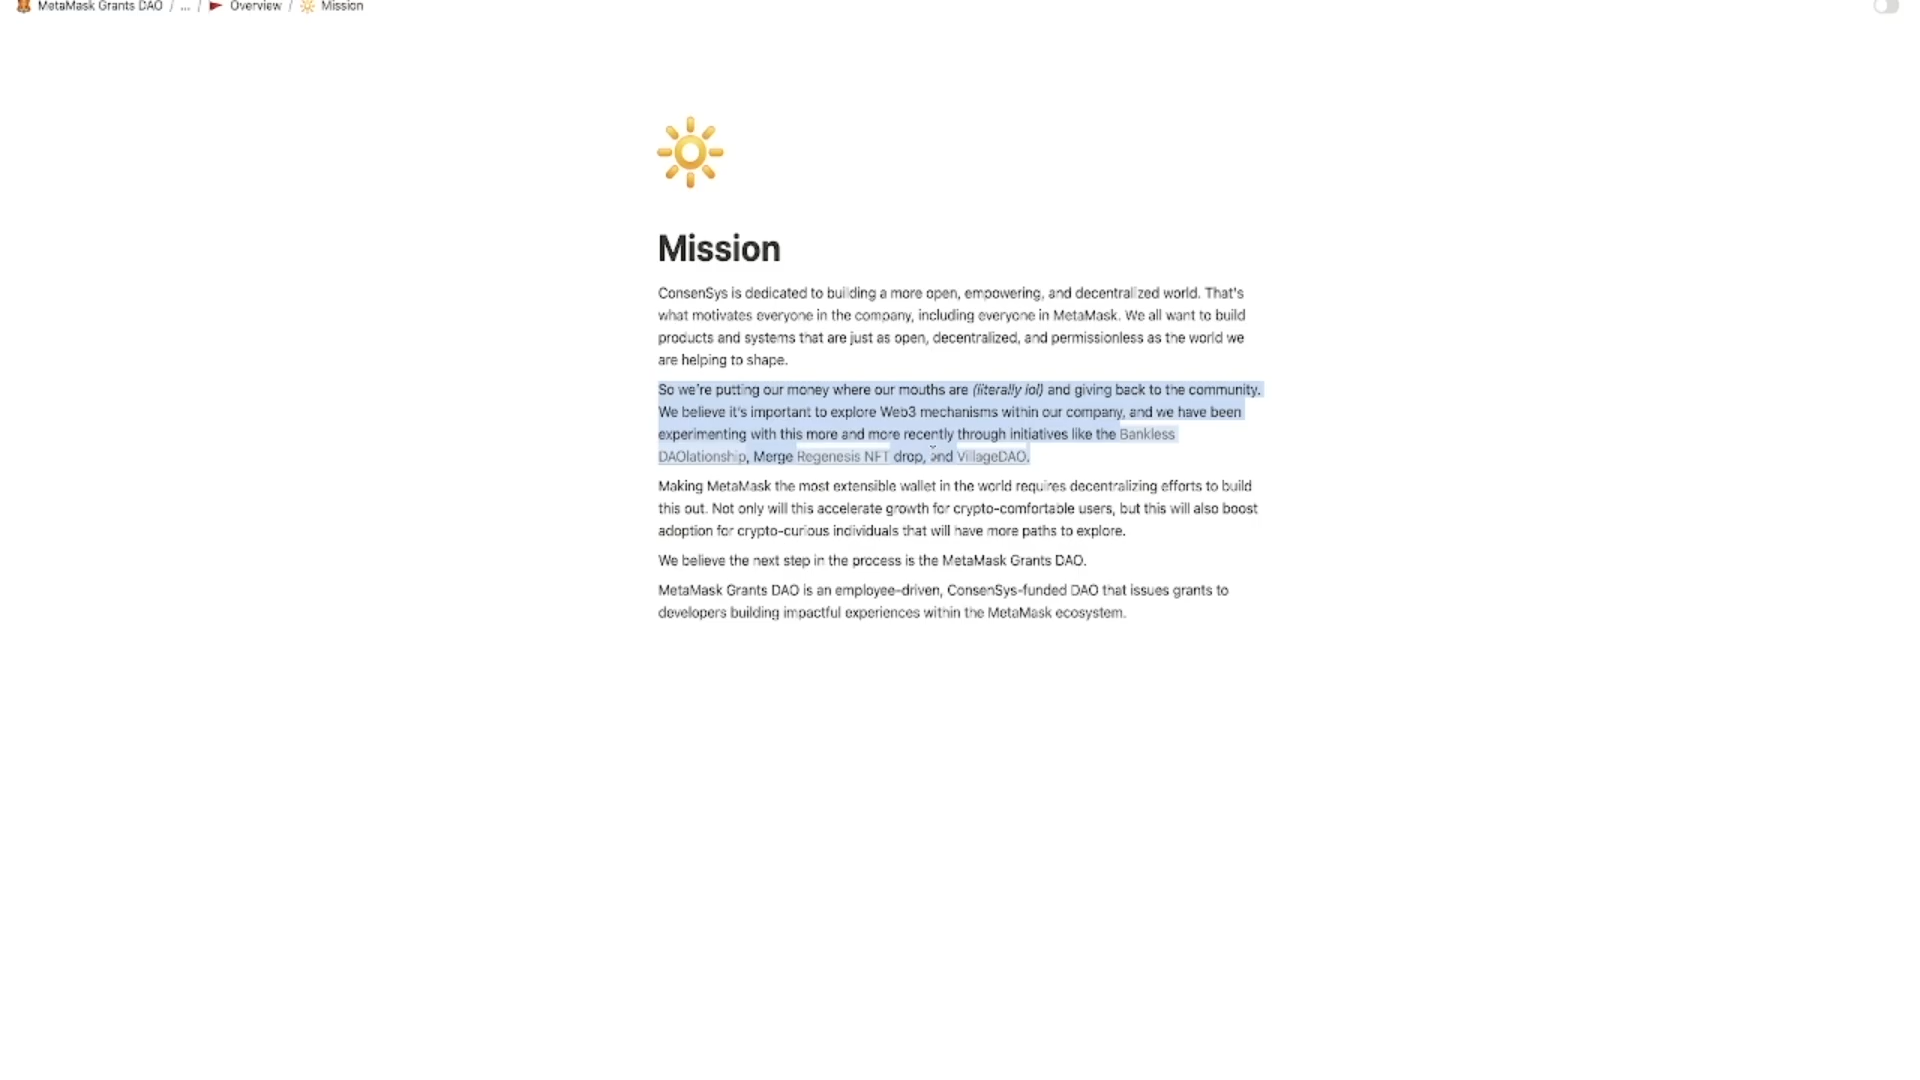 MetaMask Grants DAO / ... / Overview / Mission
Mission
ConsenSys is dedicated to building a more open, empowering, and decentralized world. That's
what motivates everyone in the company, including everyone in MetaMask. We all want to build
products and systems that are just as open, decentralized, and permissionless as the world we
are helping to shape.
So we're putting our money where our mouths are (literally lol) and giving back to the community.
We believe it's important to explore Web3 mechanisms within our company, and we have been
experimenting with this more and more recently through initiatives like the Bankless
DAOlationship, Merge Regenesis NFT drop, and VillageDAO.
Making MetaMask the most extensible wallet in the world requires decentralizing efforts to build
this out. Not only will this accelerate growth for crypto-comfortable users, but this will also boost
adoption for crypto-curious individuals that will have more paths to explore.
We believe the next step in the process is the MetaMask Grants DAO.
MetaMask Grants DAO is an employee-driven, ConsenSys-funded DAO that issues grants to
developers building impactful experiences within the MetaMask ecosystem.